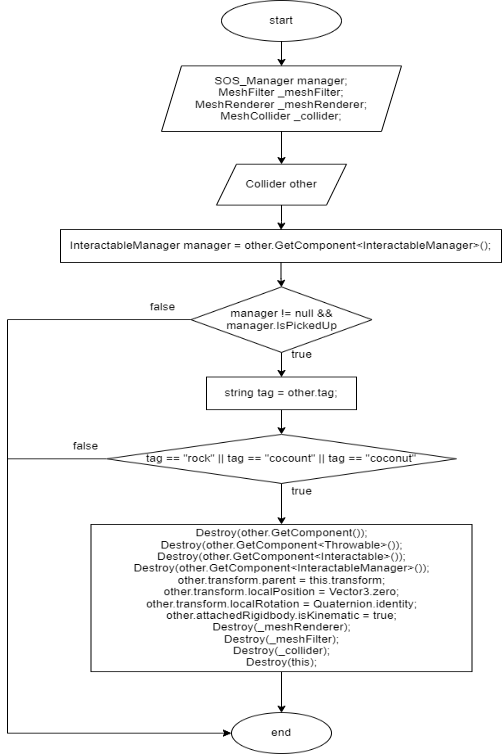 start
SOS_Manager manager;
MeshFilter _meshFilter;
MeshRenderer _meshRenderer;
MeshCollider _collider;
Collider other
InteractableManager manager = other.GetComponent<InteractableManager>();
false
manager != null &&
manager.IsPickedUp
true
string tag = other.tag;
false
tag == "rock" || tag == "cocount" || tag == "coconut"
true
Destroy(other.GetComponent());
Destroy(other.GetComponent<Throwable>());
Destroy(other.GetComponent<Interactable>());
Destroy(other.GetComponent<InteractableManager>());
other.transform.parent = this.transform;
other.transform.localPosition = Vector3.zero;
other.transform.localRotation = Quaternion.identity;
other.attachedRigidbody.isKinematic = true;
Destroy(_meshRenderer);
Destroy(_meshFilter);
Destroy(_collider);
Destroy(this);
end